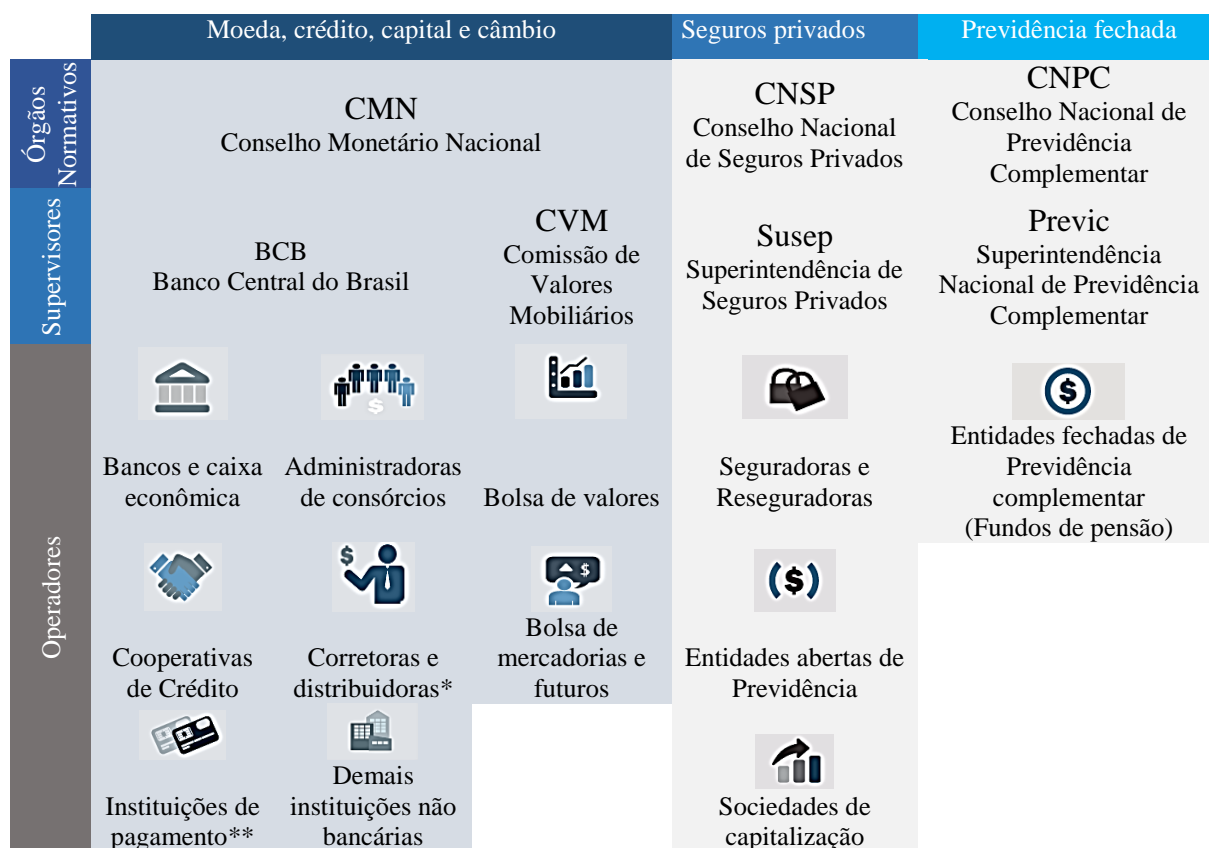 Moeda, crédito, capital e câmbio
Seguros privados
Previdência fechada
Órgãos
Normativos
CMN
Conselho Monetário Nacional
CNSP
Conselho Nacional
de Seguros Privados
CNPC
Conselho Nacional de
Previdência
Complementar
Supervisores
BCB
Banco Central do Brasil
CVM
Comissão de
Valores
Mobiliários
Susep
Superintendência de
Seguros Privados
Previc
Superintendência
Nacional de Previdência
Complementar
Operadores
Bancos e caixa
econômica
Administradoras
de consórcios
Bolsa de valores
Seguradoras e
Reseguradoras
Entidades fechadas de
Previdência
complementar
(Fundos de pensão)
Cooperativas
de Crédito
Corretoras e
distribuidoras*
Bolsa de
mercadorias e
futuros
Entidades abertas de
Previdência
Instituições de
pagamento**
Demais
instituições não
bancárias
Sociedades de
capitalização